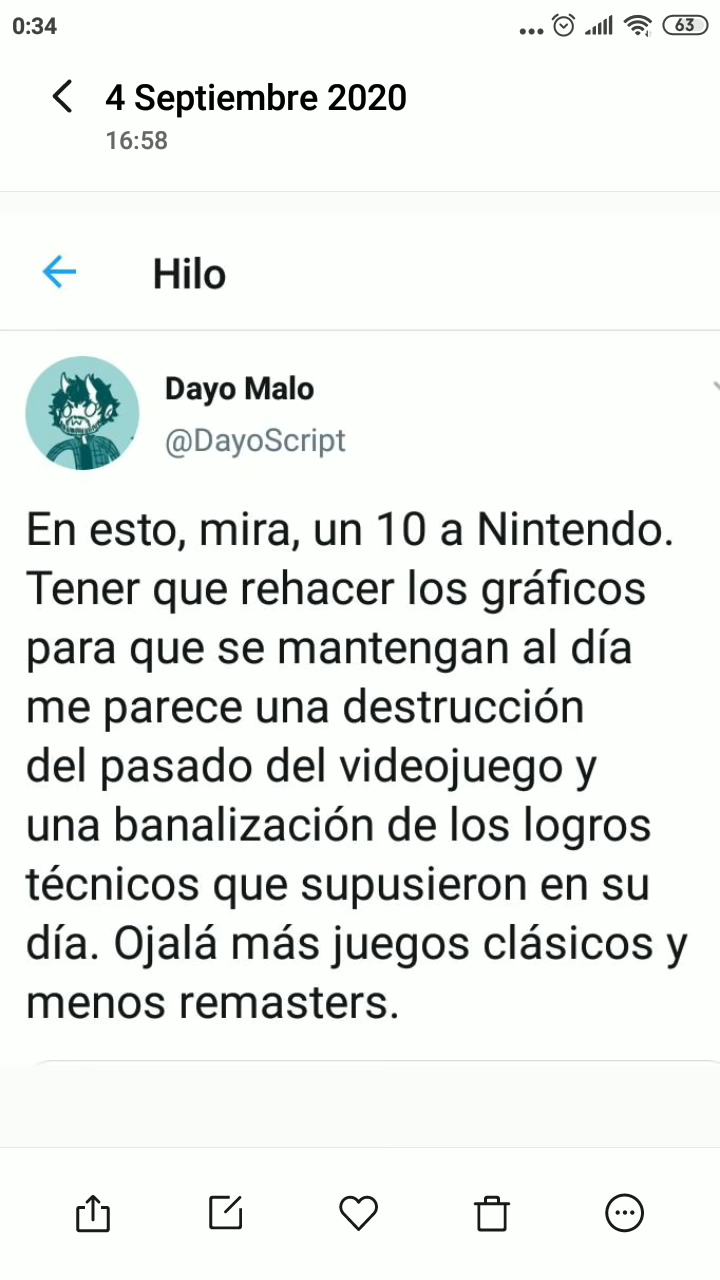 0:34
63
4 Septiembre 2020
16:58
Hilo
Dayo Malo
@DayoScript
En esto, mira, un 10 a Nintendo.
Tener que rehacer los gráficos
para que se mantengan al día
me parece una destrucción
del pasado del videojuego y
una banalización de los logros
técnicos que supusieron en su
día. Ojalá más juegos clásicos y
menos remasters.